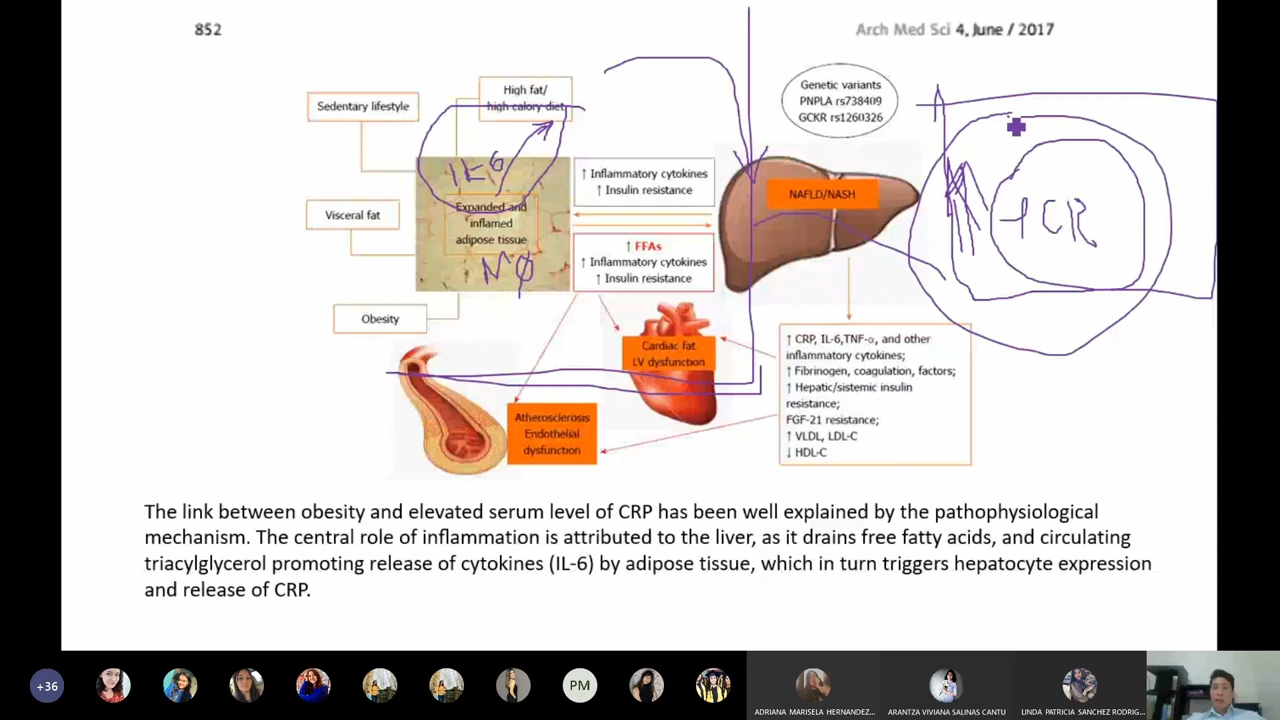 852
Arch Med Sci 4, June / 2017
High fat/
high calory diet
Sedentary lifestyle
Genetic variants
PNPLA rs738409
GCKR rs1260326
IL-6
↑ Inflammatory cytokines
↑ Insulin resistance
NAFLD/NASH
Visceral fat
Expanded and
inflamed
adipose tissue
↑ FFAs
↑ Inflammatory cytokines
↑ Insulin resistance
MØ
Obesity
Cardiac fat
LV dysfunction
↑ CRP, IL-6,TNF-α, and other
inflammatory cytokines;
↑ Fibrinogen, coagulation, factors;
↑ Hepatic/sistemic insulin
resistance;
FGF-21 resistance;
↑ VLDL, LDL-C
↓ HDL-C
Atherosclerosis
Endothelial
dysfunction
The link between obesity and elevated serum level of CRP has been well explained by the pathophysiological
mechanism. The central role of inflammation is attributed to the liver, as it drains free fatty acids, and circulating
triacylglycerol promoting release of cytokines (IL-6) by adipose tissue, which in turn triggers hepatocyte expression
and release of CRP.
+36
PM
ADRIANA MARISELA HERNANDEZ...
ARANTZA VIVIANA SALINAS CANTU
LINDA PATRICIA SANCHEZ RODRIG...